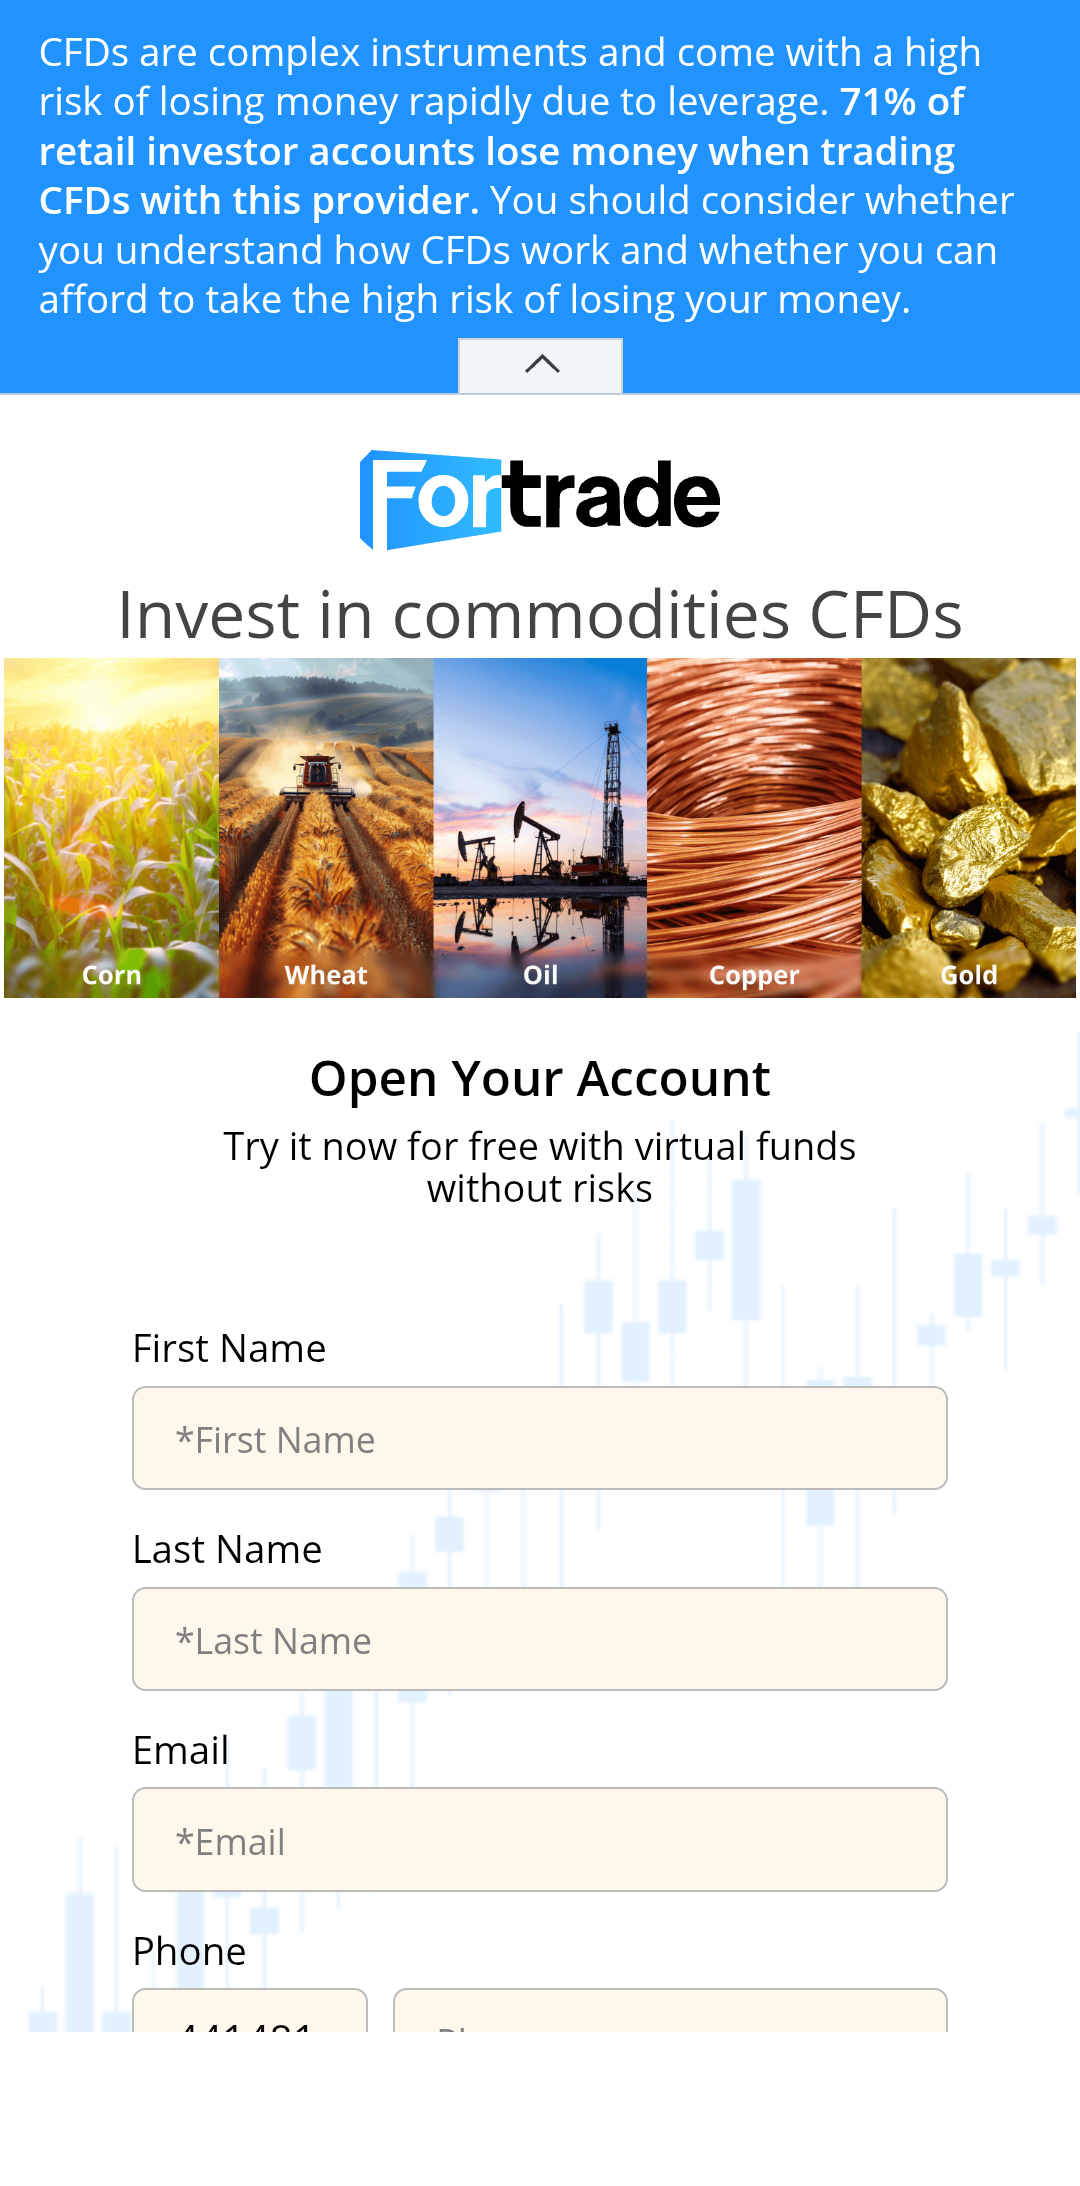 CFDs are complex instruments and come with a high
risk of losing money rapidly due to leverage. 71% of
retail investor accounts lose money when trading
CFDs with this provider. You should consider whether
you understand how CFDs work and whether you can
afford to take the high risk of losing your money.
Fortrade
Invest in commodities CFDs
Corn Wheat Oil Copper Gold
Open Your Account
Try it now for free with virtual funds
without risks
First Name
*First Name
Last Name
*Last Name
Email
*Email
Phone